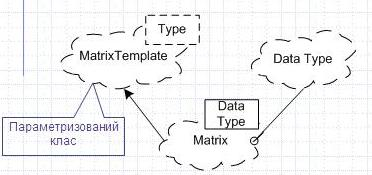 Type
MatrixTemplate
Data Type
Data
Type
Параметризований
клас
Matrix